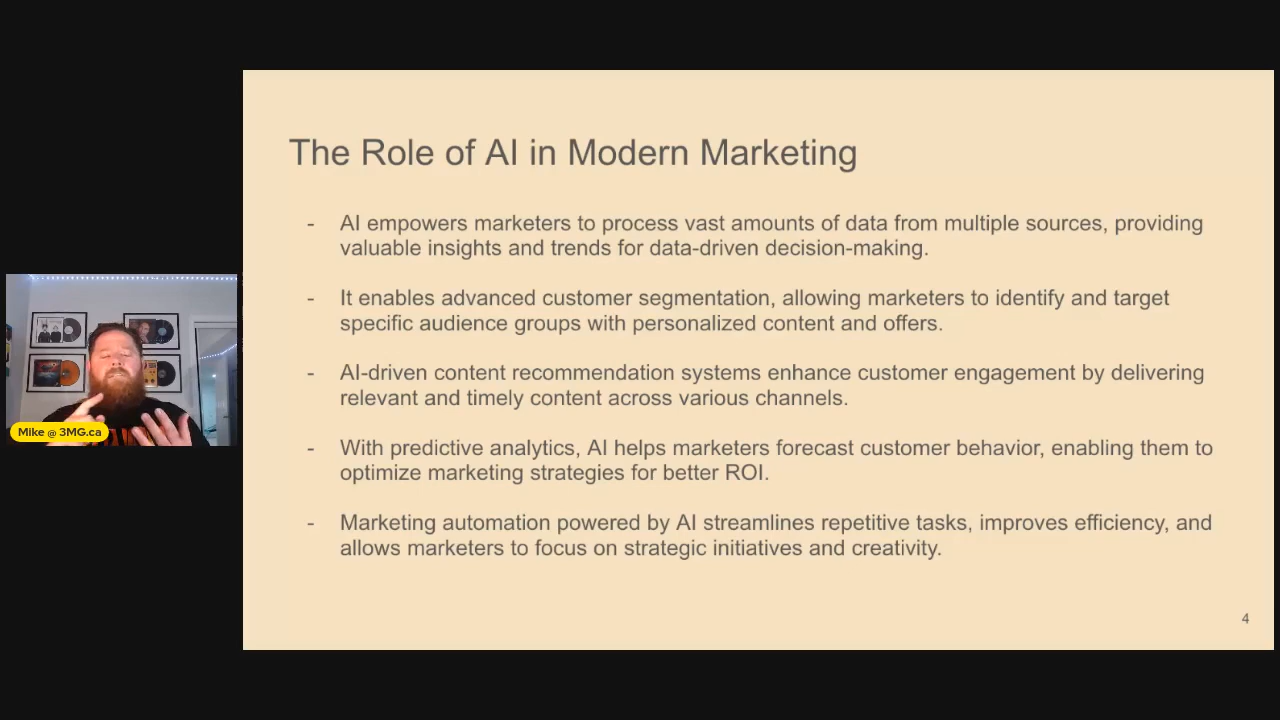 The Role of AI in Modern Marketing
- AI empowers marketers to process vast amounts of data from multiple sources, providing
valuable insights and trends for data-driven decision-making.
- It enables advanced customer segmentation, allowing marketers to identify and target
specific audience groups with personalized content and offers.
- AI-driven content recommendation systems enhance customer engagement by delivering
relevant and timely content across various channels.
- With predictive analytics, AI helps marketers forecast customer behavior, enabling them to
optimize marketing strategies for better ROI.
- Marketing automation powered by AI streamlines repetitive tasks, improves efficiency, and
allows marketers to focus on strategic initiatives and creativity.
4
Mike @ 3MG.ca